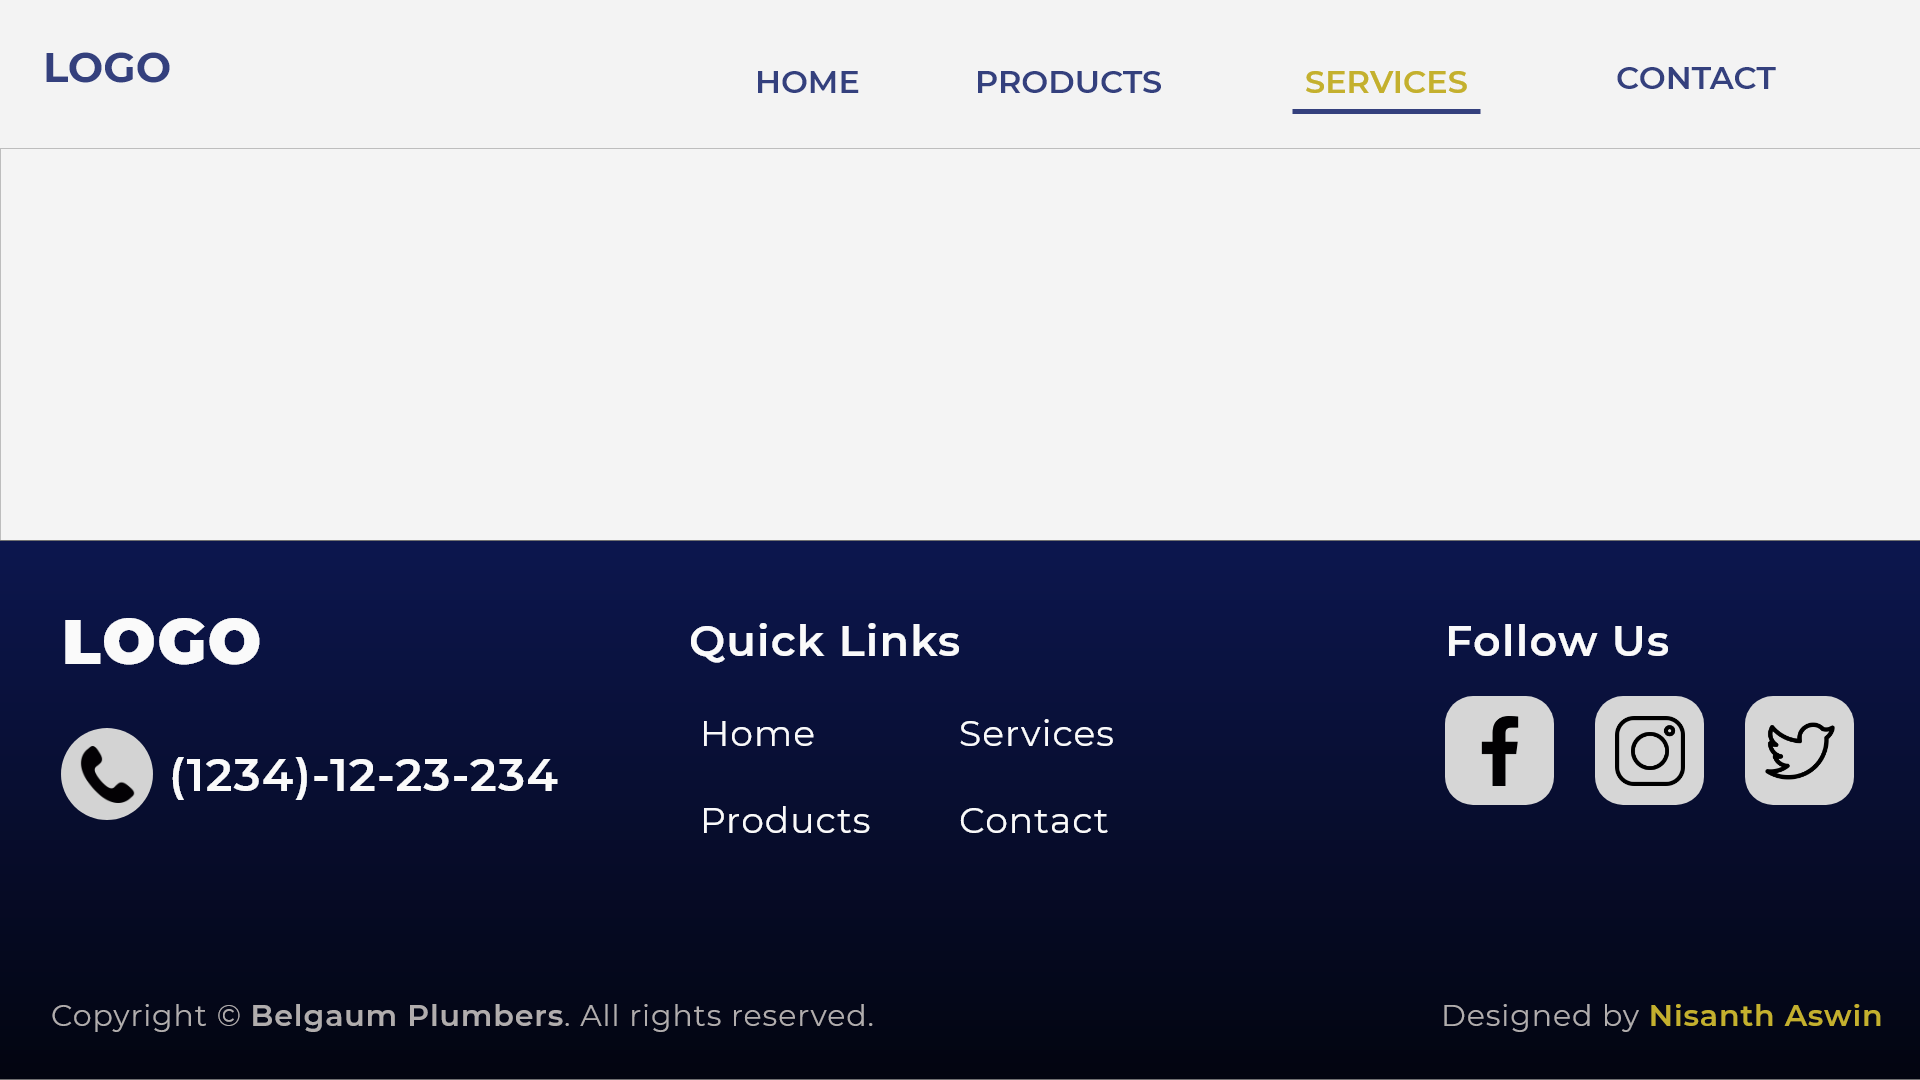 LOGO
HOME PRODUCTS SERVICES CONTACT
LOGO
(1234)-12-23-234
Quick Links
Home Services
Products Contact
Follow Us
Copyright © Belgaum Plumbers. All rights reserved.
Designed by Nisanth Aswin